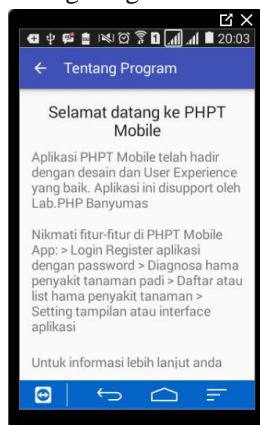 20:03
Tentang Program
Selamat datang ke PHPT
Mobile
Aplikasi PHPT Mobile telah hadir
dengan desain dan User Experience
yang baik. Aplikasi ini disupport oleh
Lab.PHP Banyumas
Nikmati fitur-fitur di PHPT Mobile
App: > Login Register aplikasi
dengan password > Diagnosa hama
penyakit tanaman padi > Daftar atau
list hama penyakit tanaman >
Setting tampilan atau interface
aplikasi
Untuk informasi lebih lanjut anda